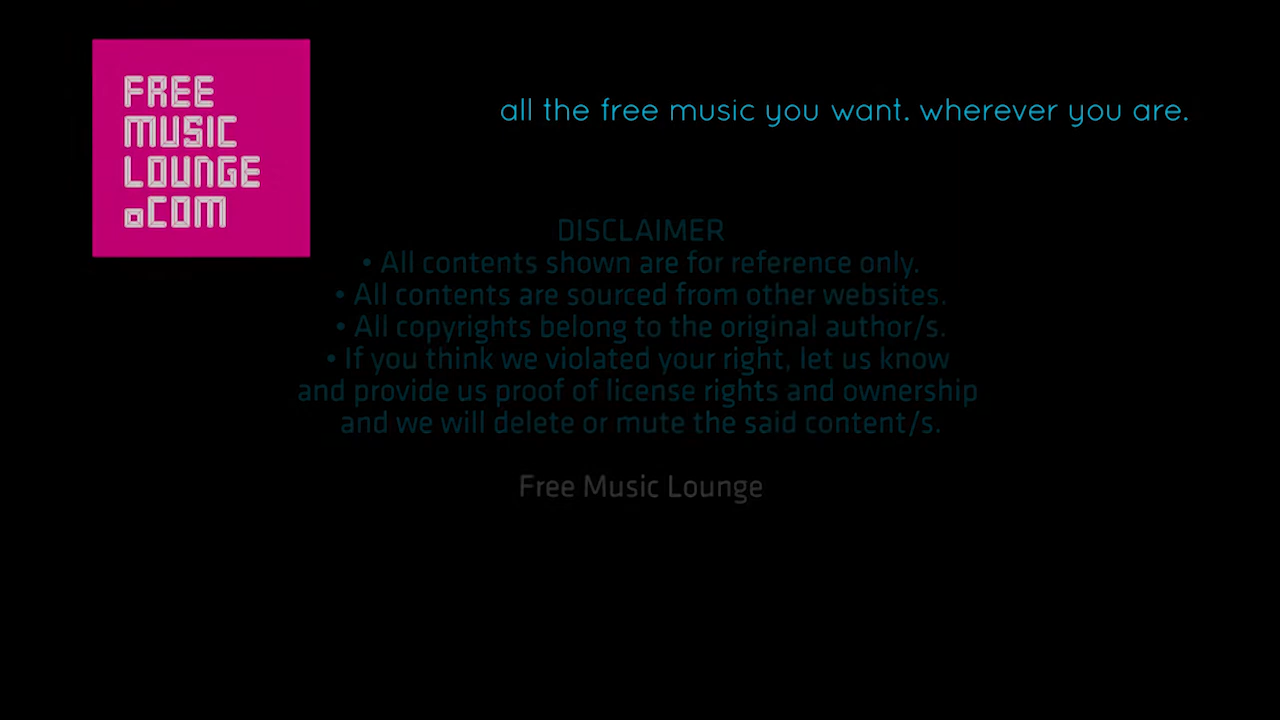 FREE
MUSIC
LOUNGE
.COM
all the free music you want. wherever you are.
DISCLAIMER
• All contents shown are for reference only.
• All contents are sourced from other websites.
• All copyrights belong to the original author/s.
• If you think we violated your right, let us know
and provide us proof of license rights and ownership
and we will delete or mute the said content/s.
Free Music Lounge